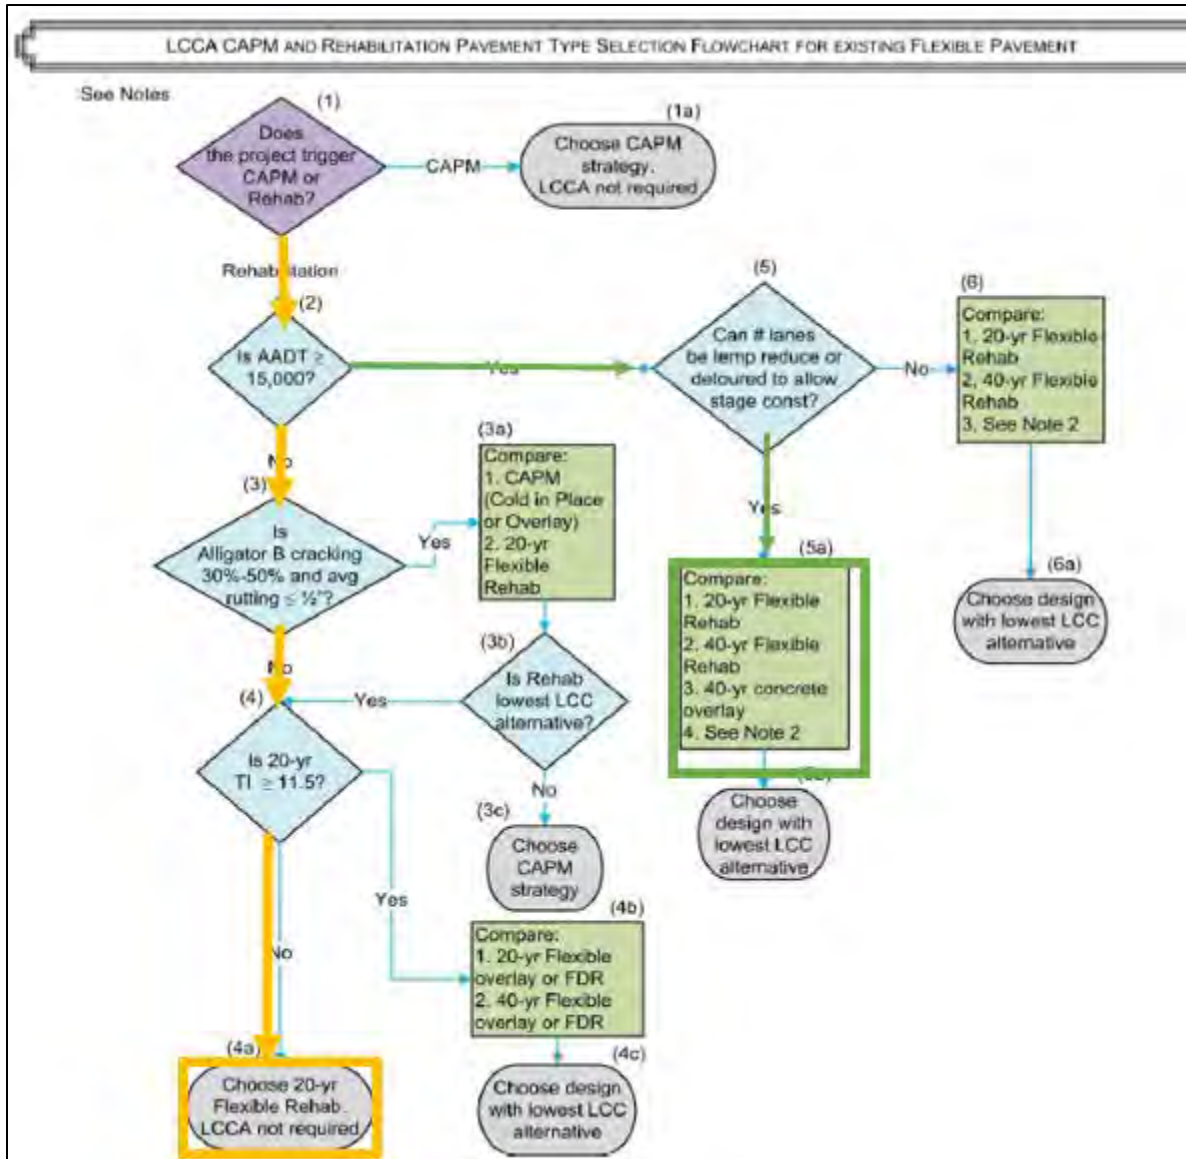 LCCA CAPM AND REHABILITATION PAVEMENT TYPE SELECTION FLOWCHART FOR EXISTING FLEXIBLE PAVEMENT
See Notes
(1)
Does
the project trigger
CAPM or
Rehab?
CAPM
(1a)
Choose CAPM
strategy.
LCCA not required
Rehabilitation
(2)
Is AADT ≥
15,000?
Yes
(5)
Can # lanes
be temp reduce or
detoured to allow
stage const?
No
(6)
Compare:
1. 20-yr Flexible
Rehab
2. 40-yr Flexible
Rehab
3. See Note 2
(6a)
Choose design
with lowest LCC
alternative
Yes
(5a)
Compare:
1. 20-yr Flexible
Rehab
2. 40-yr Flexible
Rehab
3. 40-yr concrete
overlay
4. See Note 2
Choose
design with
lowest LCC
alternative
No
(3)
Is
Alligator B cracking
30%-50% and avg
rutting ≤ ½"?
Yes
(3a)
Compare:
1. CAPM
(Cold in Place
or Overlay)
2. 20-yr
Flexible
Rehab
(3b)
Is Rehab
lowest LCC
alternative?
Yes
No
(3c)
Choose
CAPM
strategy
No
(4)
Is 20-yr
TI ≥ 11.5?
Yes
(4b)
Compare:
1. 20-yr Flexible
overlay or FDR
2. 40-yr Flexible
overlay or FDR
(4c)
Choose design
with lowest LCC
alternative
No
(4a)
Choose 20-yr
Flexible Rehab.
LCCA not required